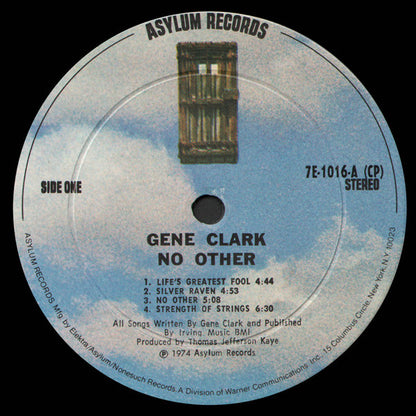 ASYLUM RECORDS
SIDE ONE
7E-1016-A (CP)
STEREO
GENE CLARK
NO OTHER
1. LIFE'S GREATEST FOOL 4:44
2. SILVER RAVEN 4:53
3. NO OTHER 5:08
4. STRENGTH OF STRINGS 6:30
All Songs Written By Gene Clark and Published
By Irving Music BMI
Produced by Thomas Jefferson Kaye
℗ 1974 Asylum Records
ASYLUM RECORDS, Mfg. by Elektra/Asylum/Nonesuch Records, A Division of Warner Communications Inc. 15 Columbus Circle, New York, N.Y. 10023